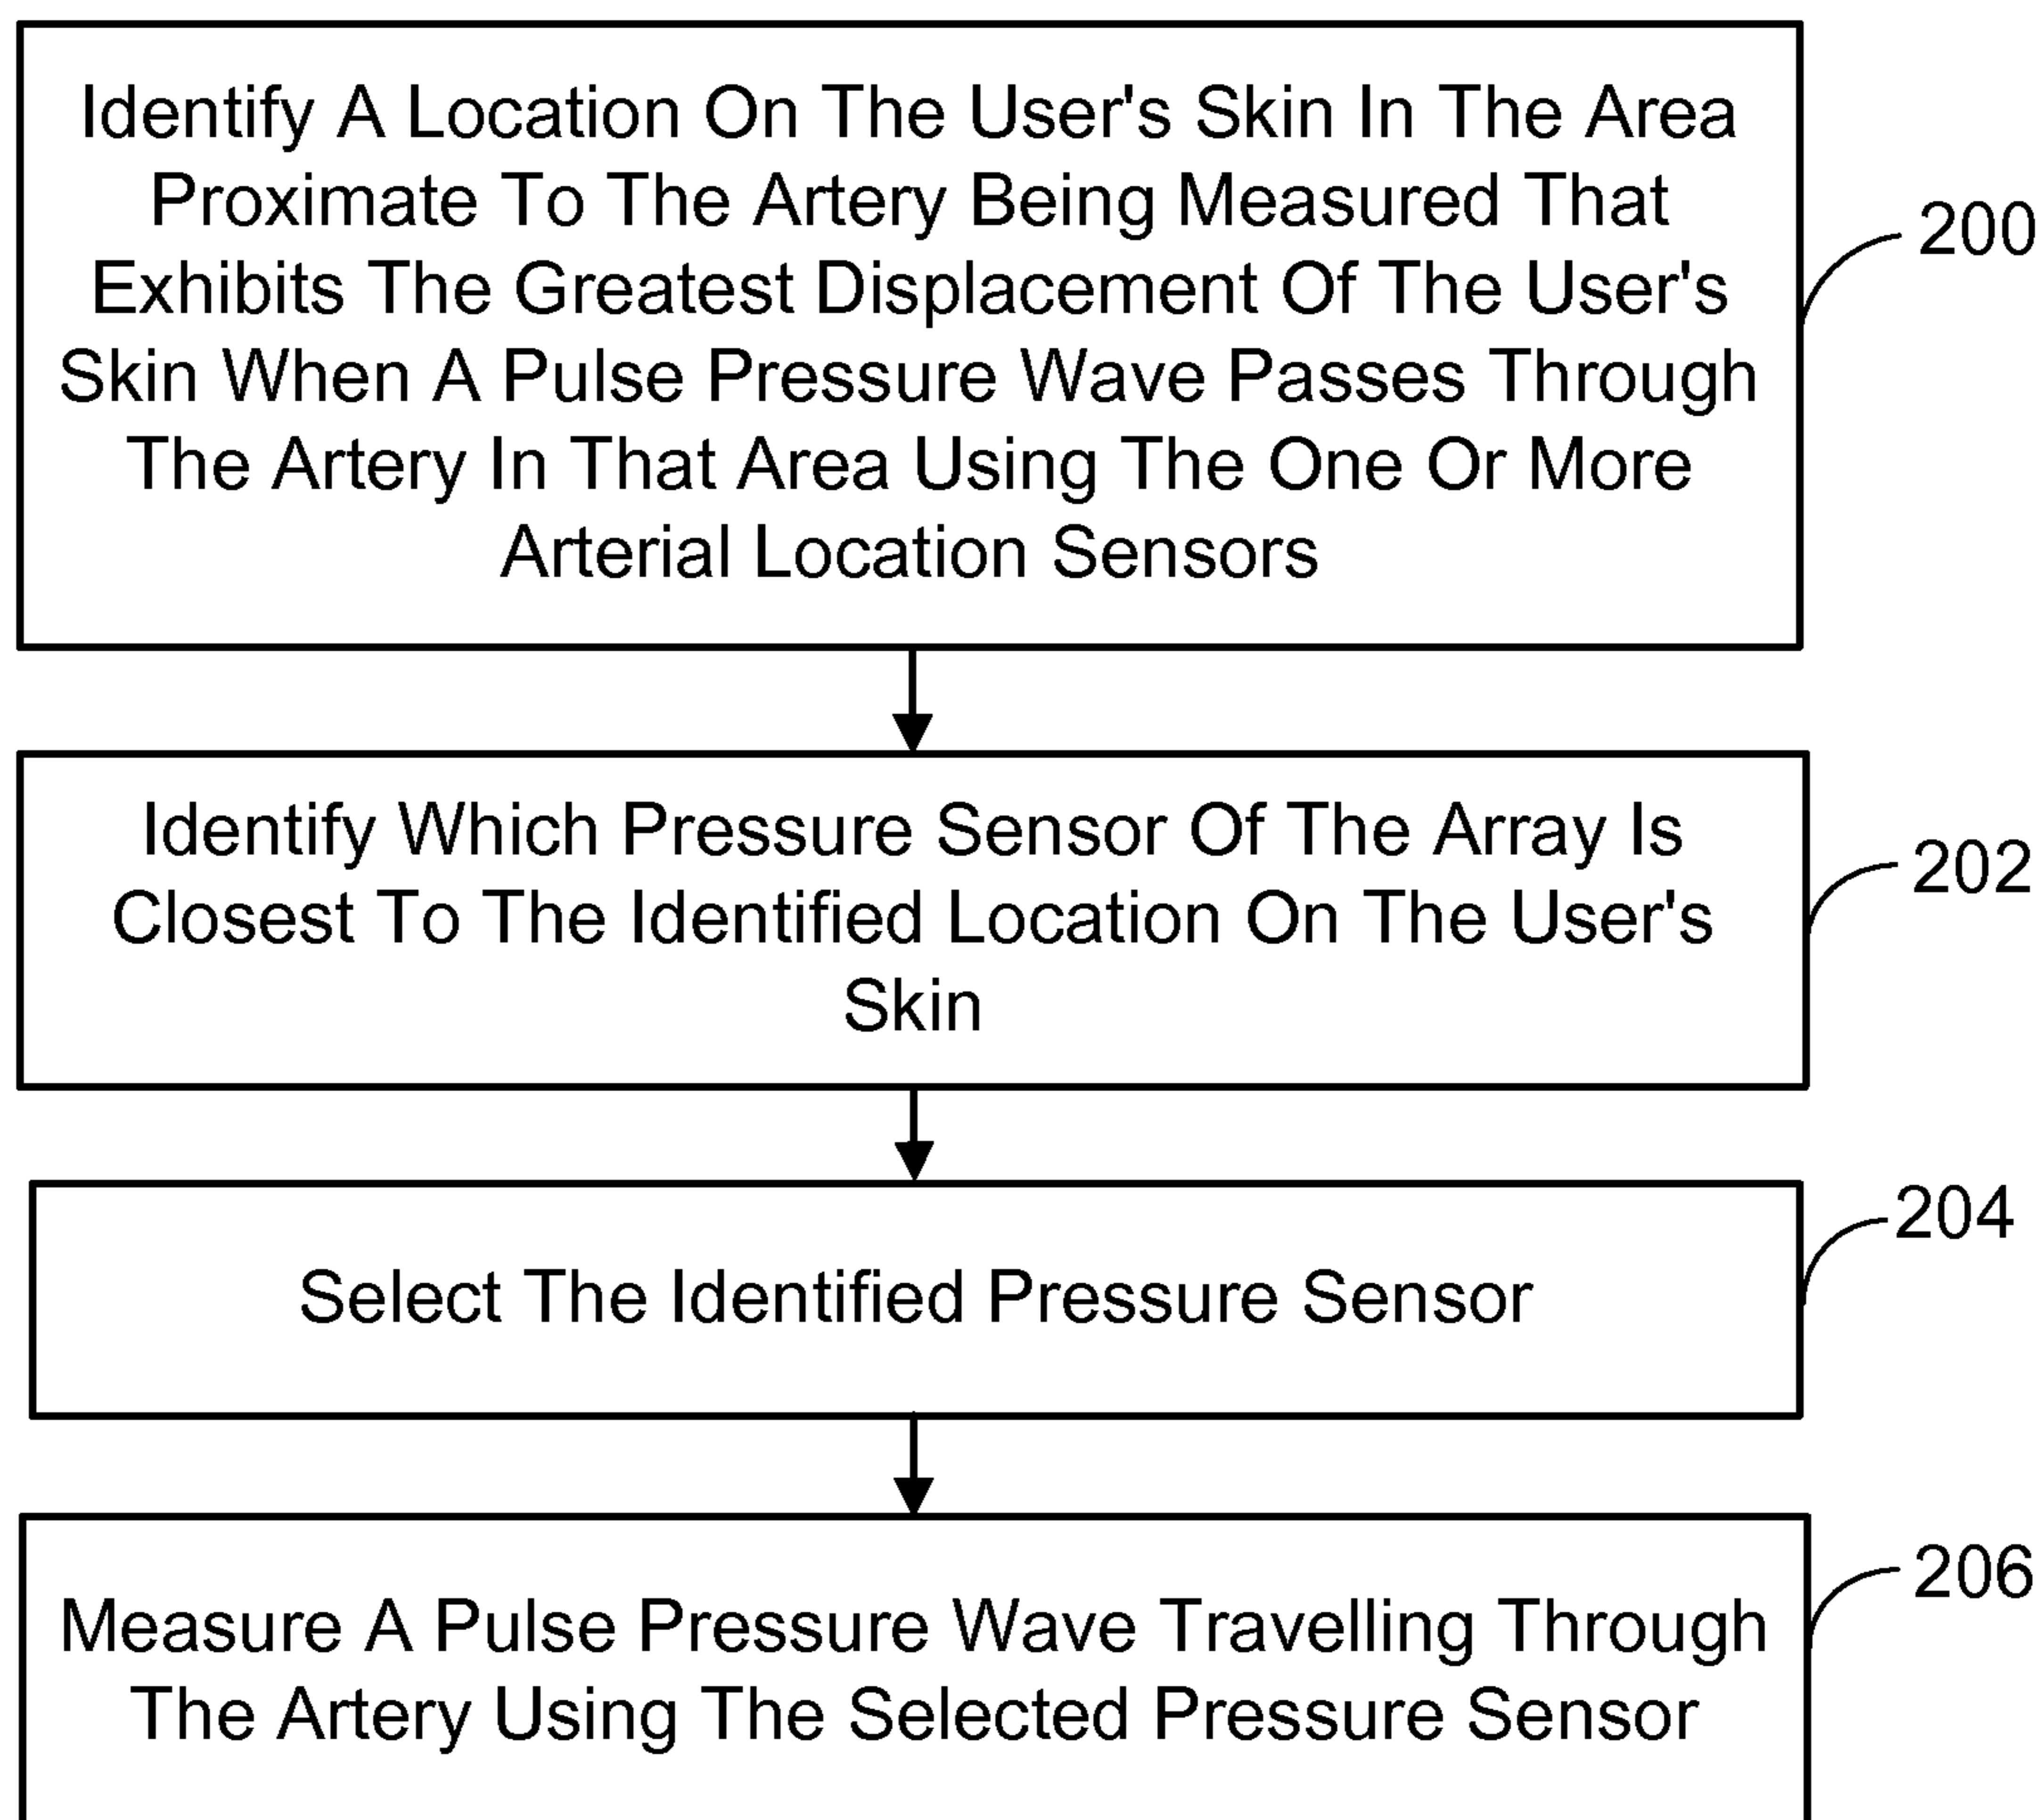 Identify A Location On The User's Skin In The Area
Proximate To The Artery Being Measured That
Exhibits The Greatest Displacement Of The User's
Skin When A Pulse Pressure Wave Passes Through
The Artery In That Area Using The One Or More
Arterial Location Sensors
200
Identify Which Pressure Sensor Of The Array Is
Closest To The Identified Location On The User's
Skin
202
Select The Identified Pressure Sensor
204
Measure A Pulse Pressure Wave Travelling Through
The Artery Using The Selected Pressure Sensor
206